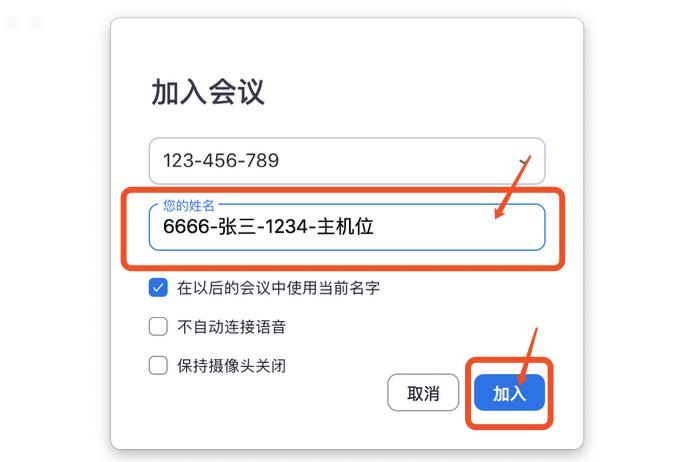 加入会议
123-456-789
您的姓名
6666-张三-1234-主机位
在以后的会议中使用当前名字
不自动连接语音
保持摄像头关闭
取消 加入